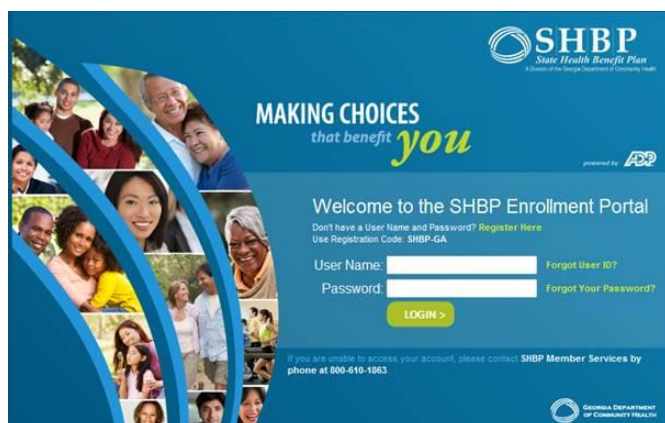 SHBP
State Health Benefit Plan
A Division of the Georgia Department of Community Health
MAKING CHOICES
that benefit you
powered by ADP
Welcome to the SHBP Enrollment Portal
Don't have a User Name and Password? Register Here
Use Registration Code: SHBP-GA
User Name:
Forgot User ID?
Password:
Forgot Your Password?
LOGIN >
If you are unable to access your account, please contact SHBP Member Services by
phone at 800-610-1863
GEORGIA DEPARTMENT
OF COMMUNITY HEALTH